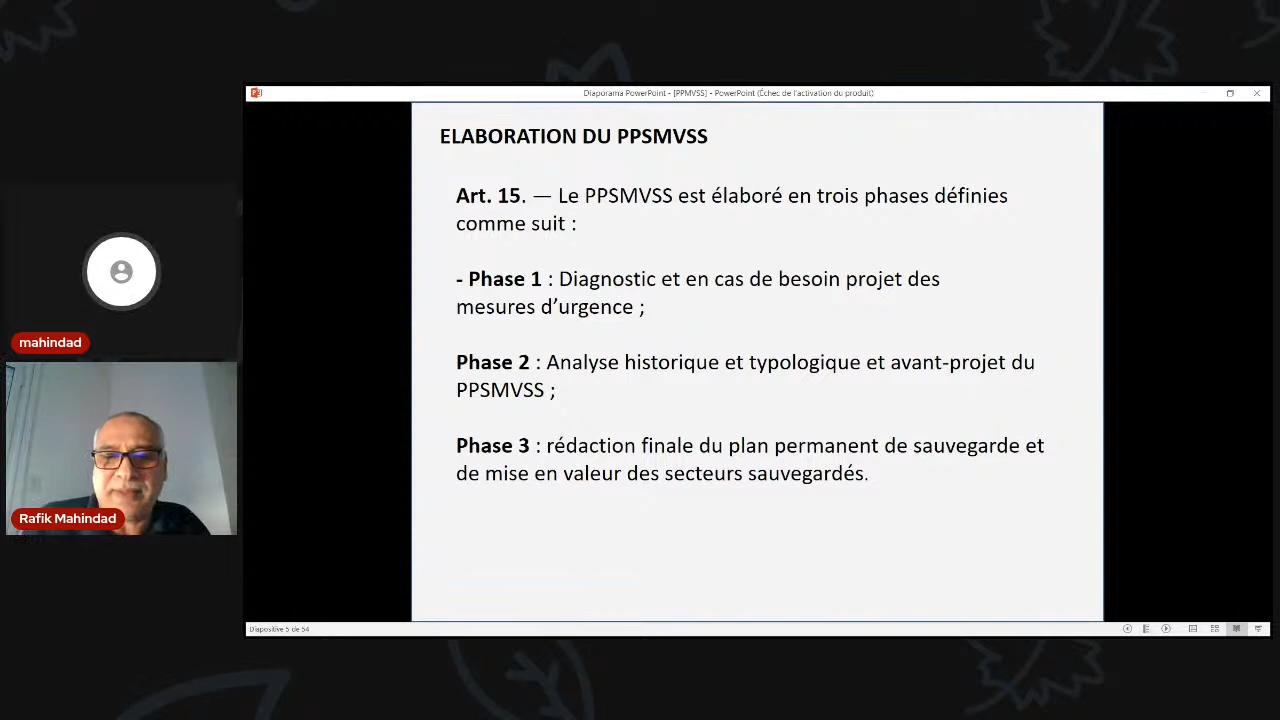 Diaporama PowerPoint - [PPMVSS] - PowerPoint (Échec de l'activation du produit)
ELABORATION DU PPSMVSS
Art. 15. — Le PPSMVSS est élaboré en trois phases définies
comme suit :
- Phase 1 : Diagnostic et en cas de besoin projet des
mesures d’urgence ;
Phase 2 : Analyse historique et typologique et avant-projet du
PPSMVSS ;
Phase 3 : rédaction finale du plan permanent de sauvegarde et
de mise en valeur des secteurs sauvegardés.
mahindad
Rafik Mahindad
Diapositive 5 de 54